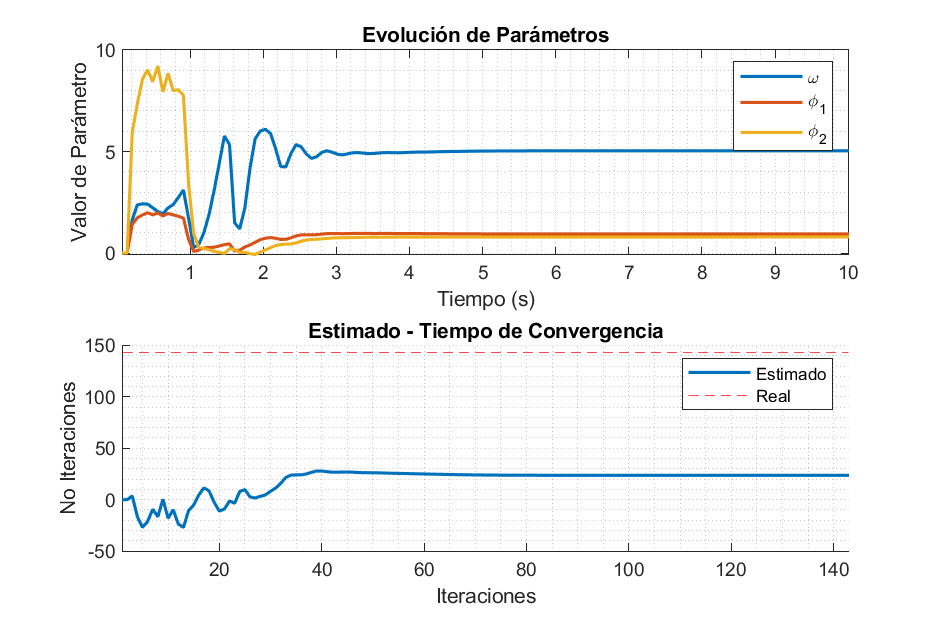 Evolución de Parámetros
Valor de Parámetro
10
5
0
ω
ϕ1
ϕ2
1 2 3 4 5 6 7 8 9 10
Tiempo (s)
Estimado - Tiempo de Convergencia
No Iteraciones
150
100
50
0
-50
Estimado
Real
20 40 60 80 100 120 140
Iteraciones